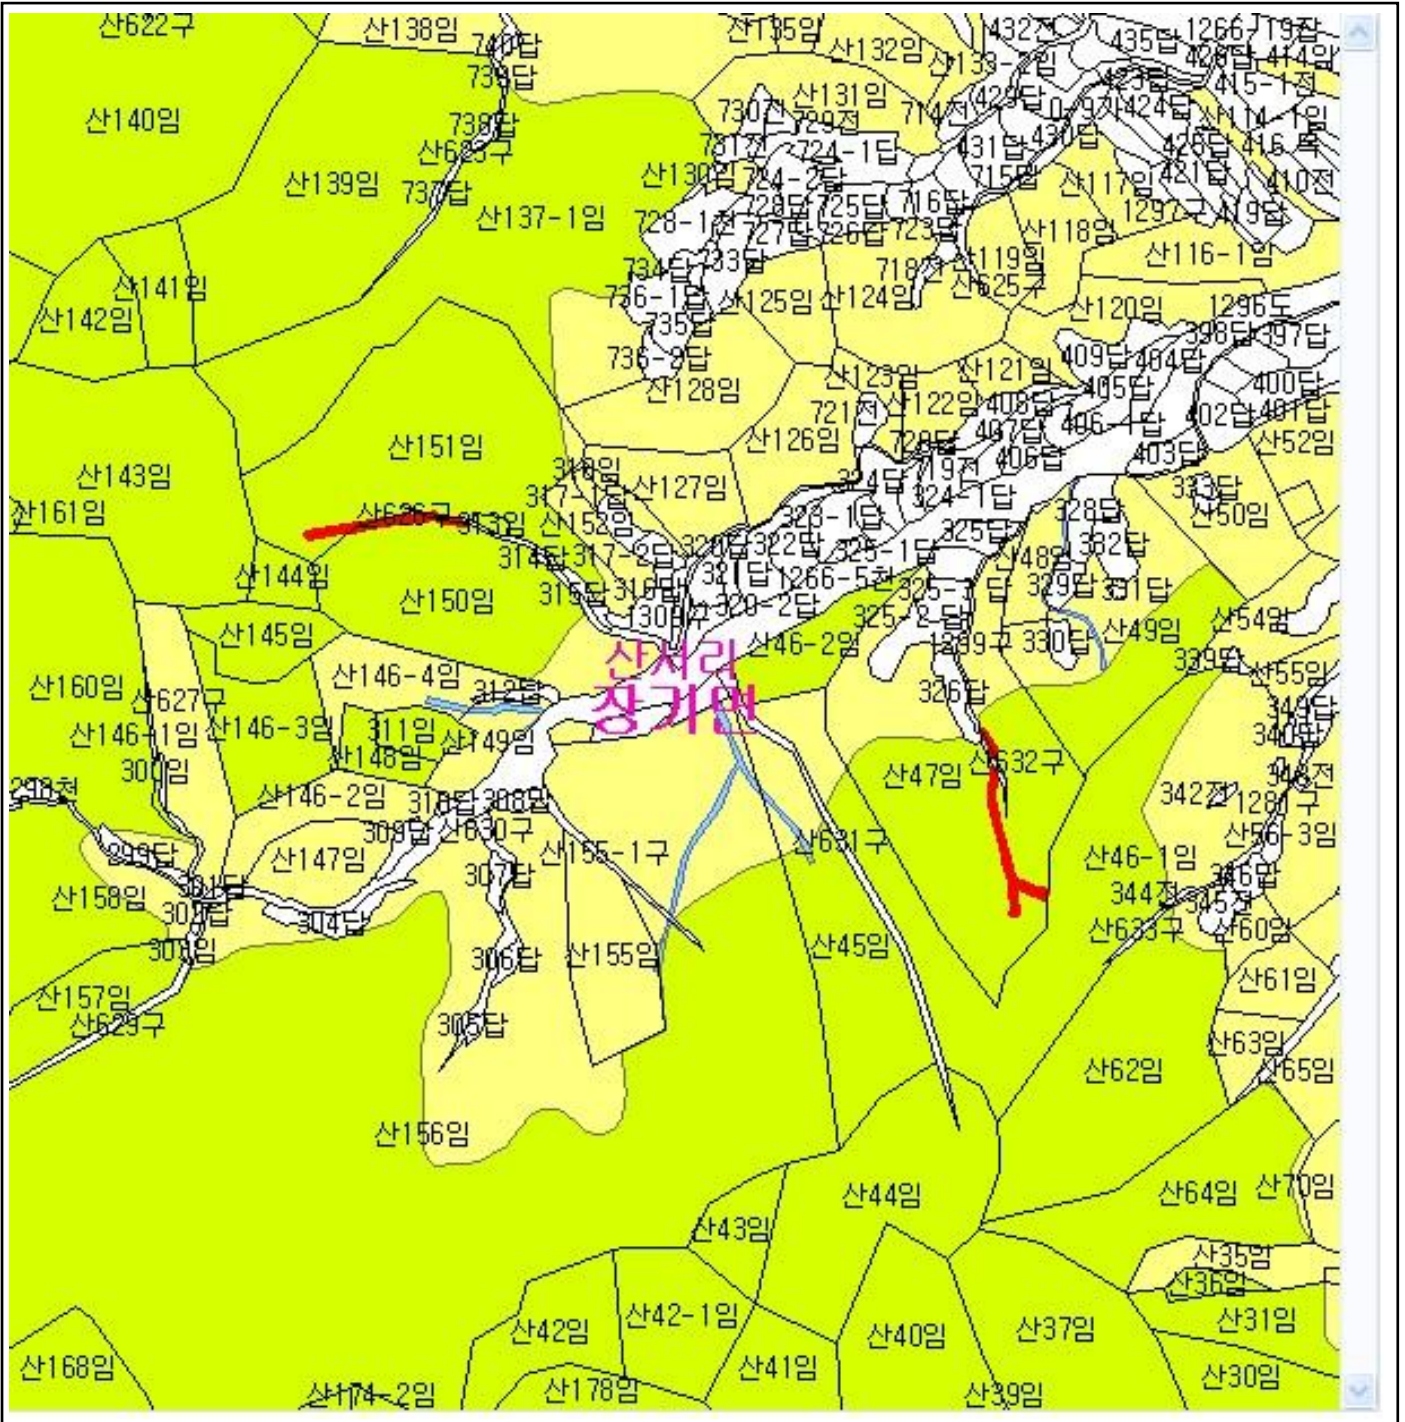 산622구
산138임
740답
산135임
산132임
435답
414임
산140임
739답
산131임
산133-2임
429답
423답
415-1전
738답
730전
729전
714전
424답
산114-1임
산139임
737답
산623구
724-1답
431답
430답
산130임
724-2답
715답
산117임
421답
410전
산137-1임
728-1전
725답
716답
산118임
1297구
419답
727답
726답
723답
산116-1임
734답
733답
718전
산119임
산625구
산141임
736-1답
산125임
산124임
산120임
1296도
산142임
735답
398답
397답
736-2답
409답
404답
산128임
산123임
산121임
405답
400답
721전
산122임
408답
402답
401답
산151임
산126임
720답
407답
406-1답
산52임
산143임
산127임
324답
719전
406답
403답
317-1답
324-1답
333답
산161임
산626구
313임
산152임
323-1답
328답
산50임
314답
317-2답
320답
322답
325-1답
325답
332답
산144임
321답
1266-5천
산48임
315답
316답
329답
331답
산150임
320-2답
325-2답
산145임
산46-2임
1299구
330답
산49임
산54임
산서리
339답
산146-4임
산55임
산160임
산627구
312답
장기면
326답
349답
산146-1임
산146-3임
311임
산149임
340답
산148임
산47임
산632구
산146-2임
342전
1281구
309답
산630구
산631구
산56-3임
299답
산147임
산155-1구
산46-1임
산158임
307답
344전
346답
345전
304답
산633구
산60임
306답
산155임
산45임
산61임
산157임
산629구
305답
산63임
산62임
산65임
산156임
산44임
산64임
산70임
산43임
산35임
산36임
산42-1임
산31임
산42임
산40임
산37임
산168임
산41임
산30임
산174-2임
산178임
산39임